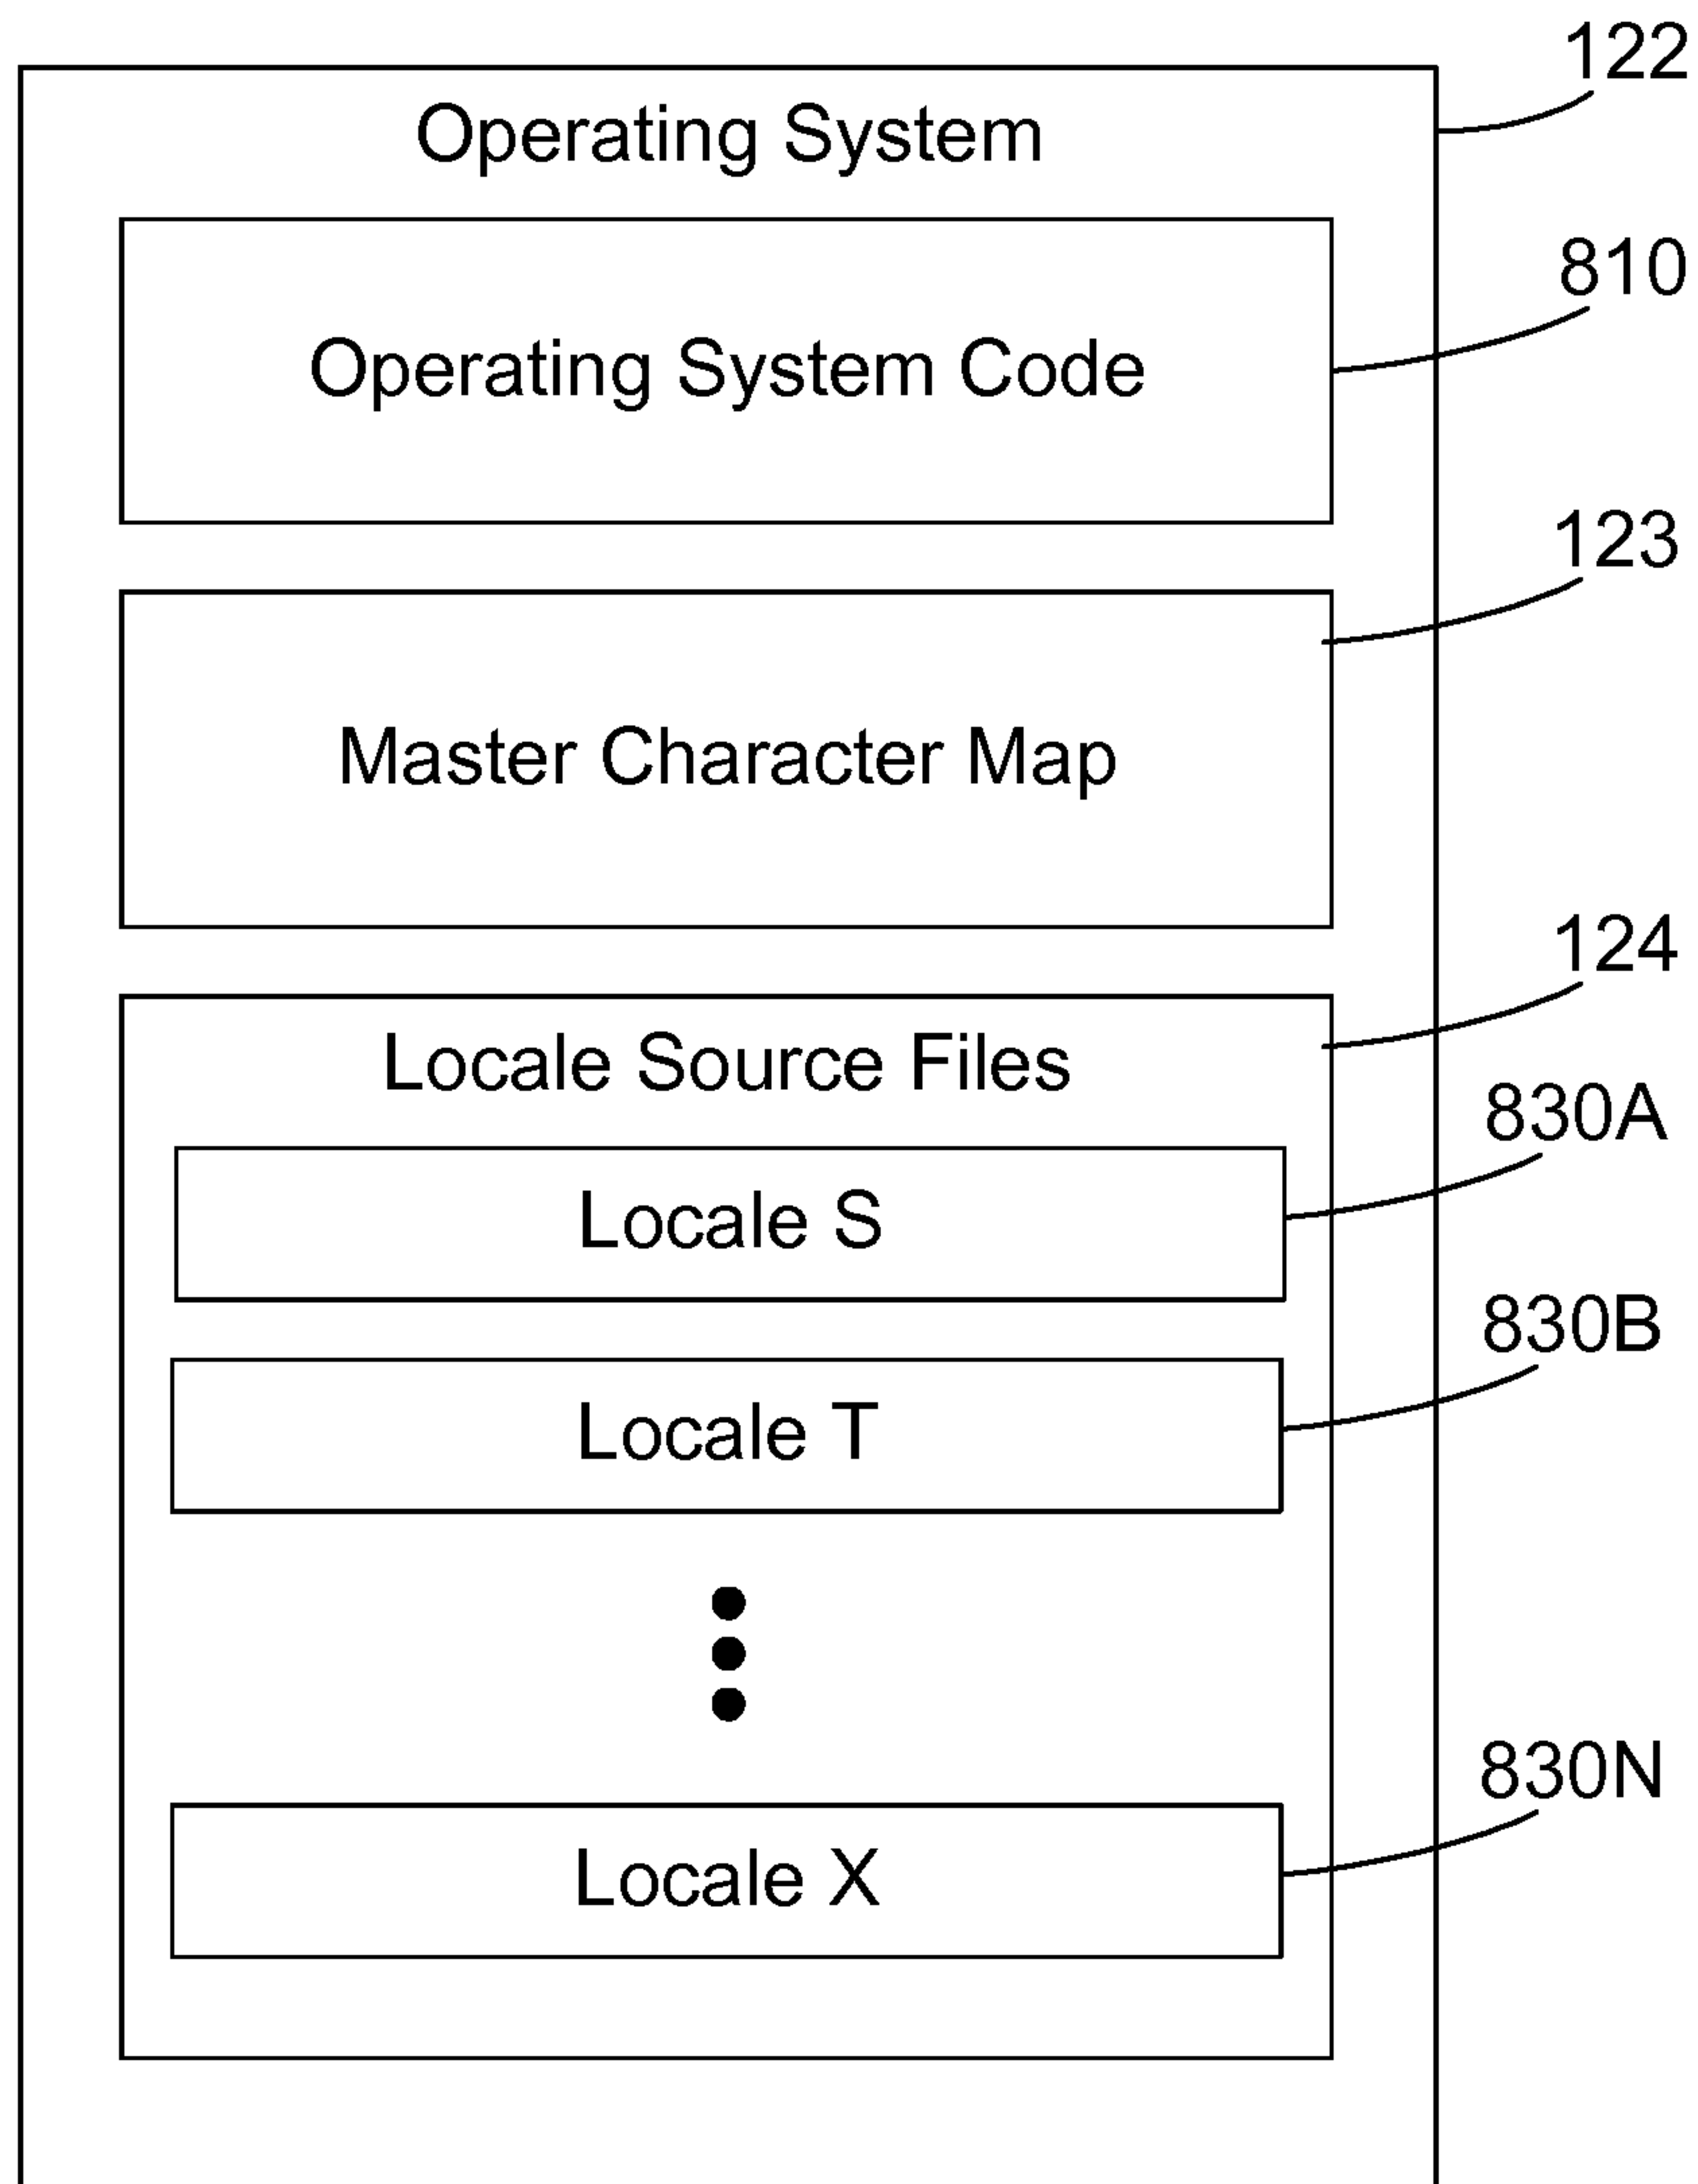 122
Operating System
810
Operating System Code
123
Master Character Map
124
Locale Source Files
830A
Locale S
830B
Locale T
830N
Locale X